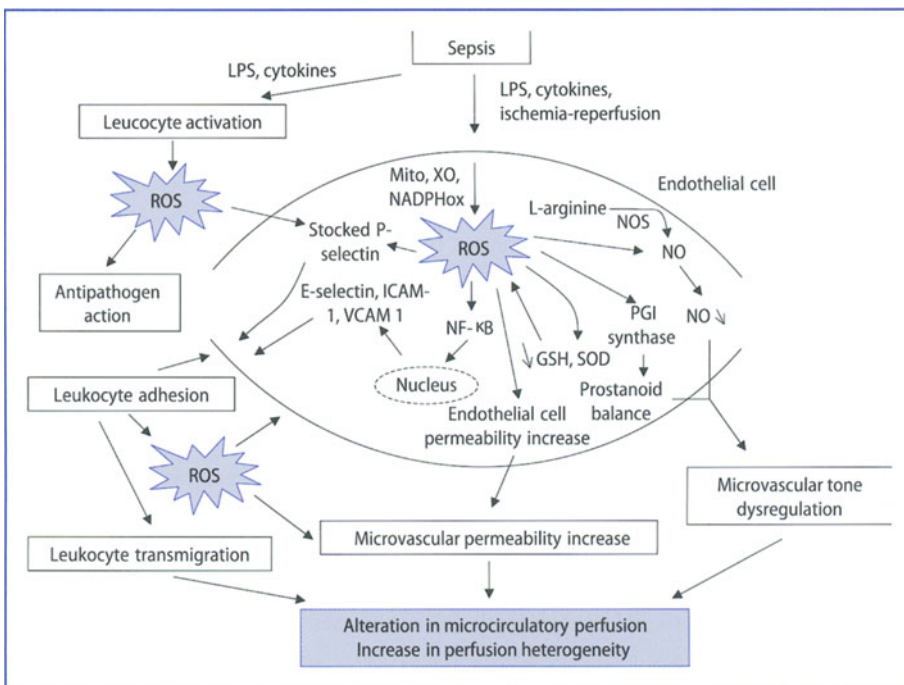 Sepsis
LPS, cytokines
LPS, cytokines,
ischemia-reperfusion
Leucocyte activation
Mito, XO,
NADPHox
Endothelial cell
L-arginine
NOS
ROS
Stocked P-
selectin
ROS
NO
Antipathogen
action
E-selectin, ICAM-
1, VCAM 1
NF-κB
PGI
synthase
NO ↘
↘ GSH, SOD
Nucleus
Prostanoid
balance
Leukocyte adhesion
Endothelial cell
permeability increase
ROS
Microvascular tone
dysregulation
Leukocyte transmigration
Microvascular permeability increase
Alteration in microcirculatory perfusion
Increase in perfusion heterogeneity